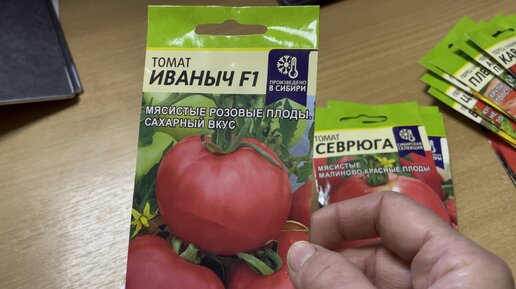 ТОМАТ
ИВАНЫЧ F1
ПРОИЗВЕДЕНО
В СИБИРИ
МЯСИСТЫЕ РОЗОВЫЕ ПЛОДЫ.
САХАРНЫЙ ВКУС
ТОМАТ
СЕВРЮГА
СИБИРСКАЯ
СЕЛЕКЦИЯ
МЯСИСТЫЕ
МАЛИНОВО-КРАСНЫЕ ПЛОДЫ